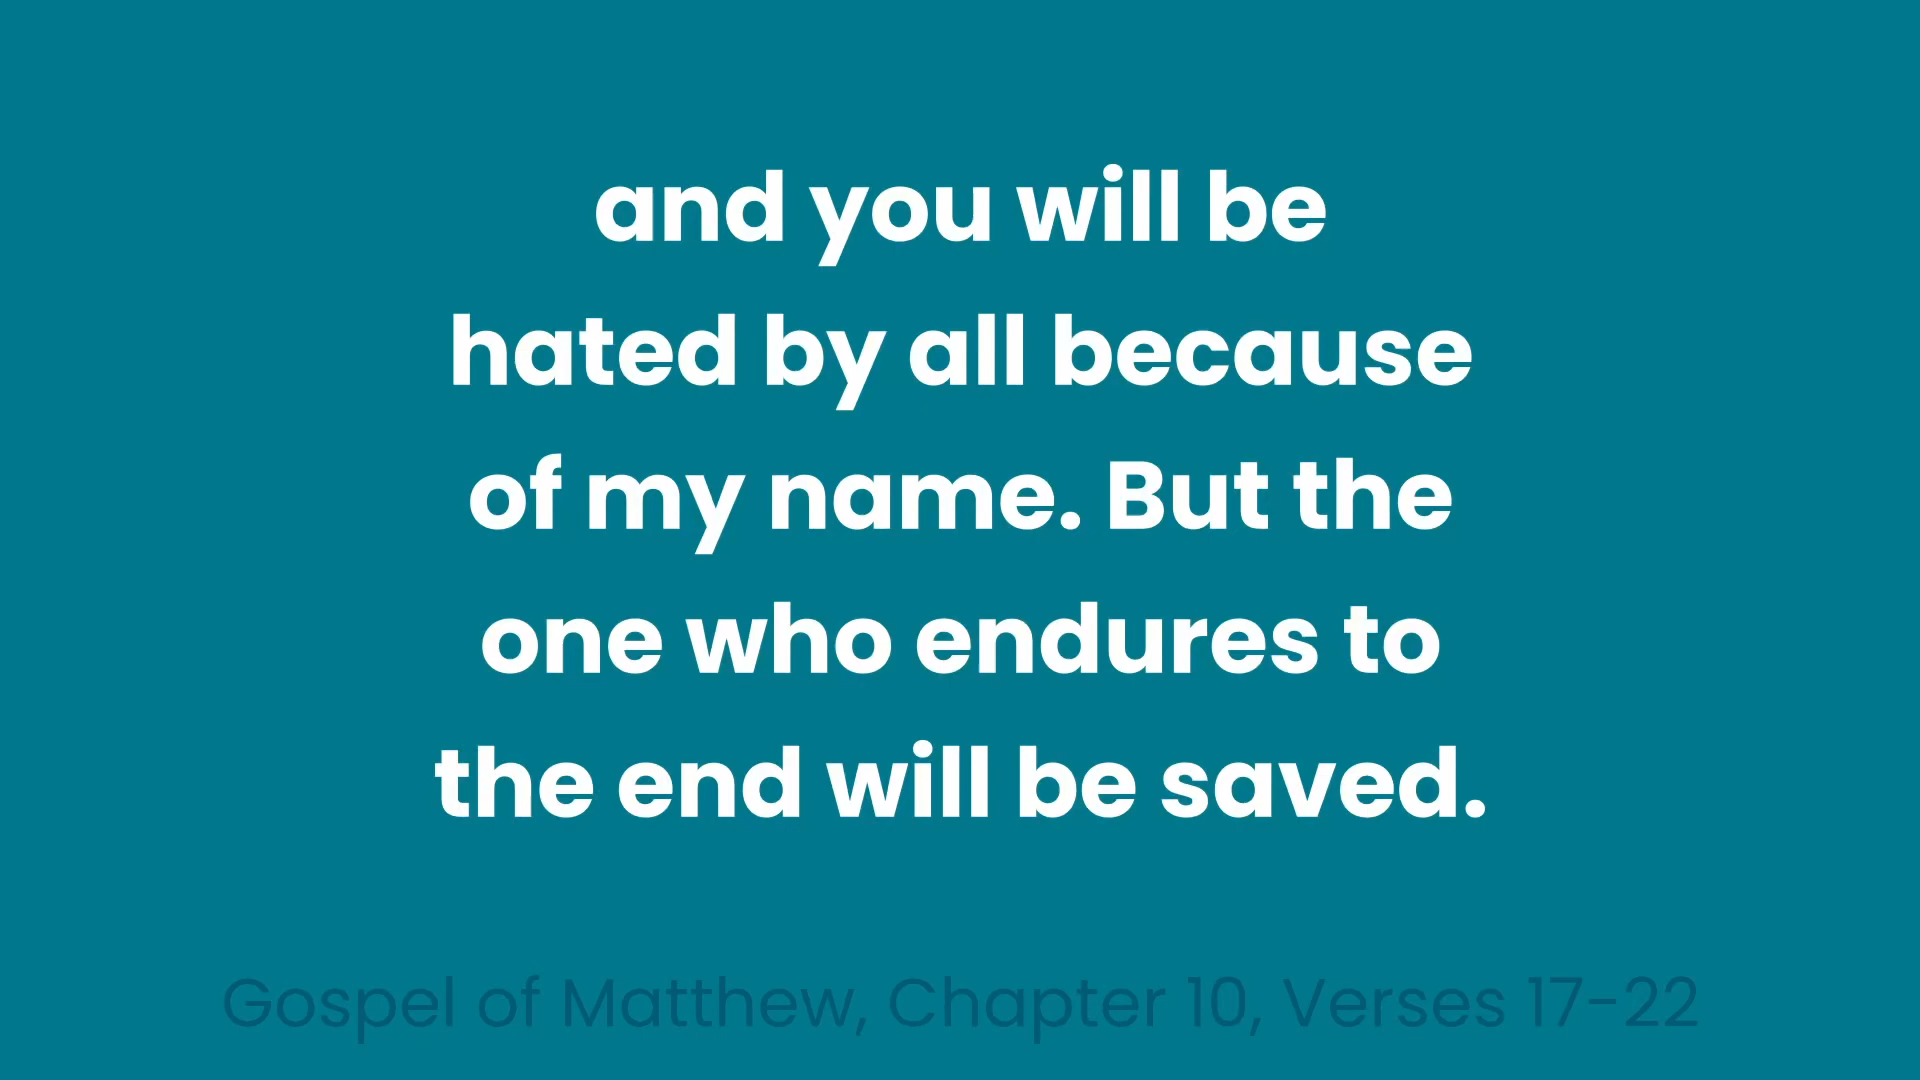 and you will be
hated by all because
of my name. But the
one who endures to
the end will be saved.
Gospel of Matthew, Chapter 10, Verses 17-22